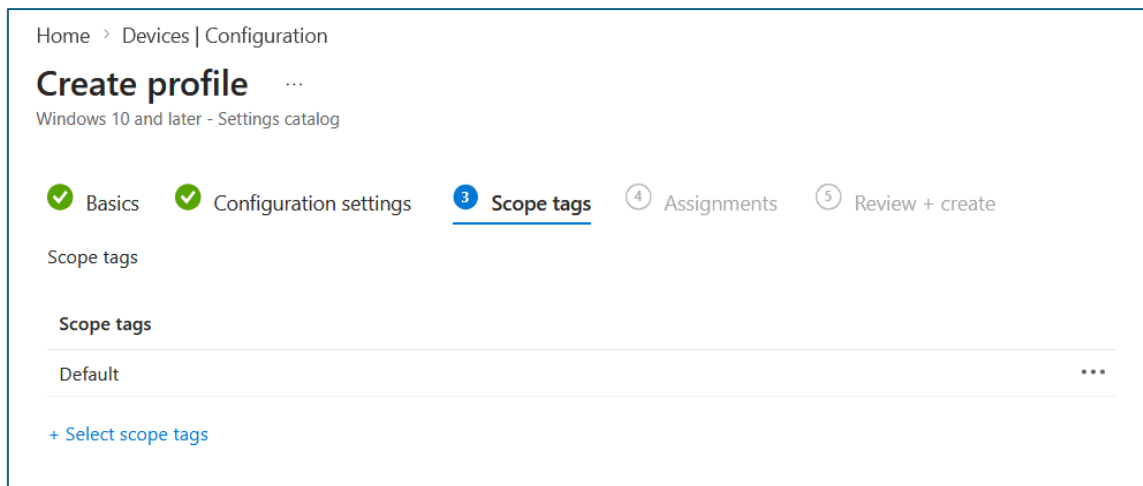 Home > Devices | Configuration
Create profile ...
Windows 10 and later - Settings catalog
Basics Configuration settings 3 Scope tags 4 Assignments 5 Review + create
Scope tags
Scope tags
Default ...
+ Select scope tags